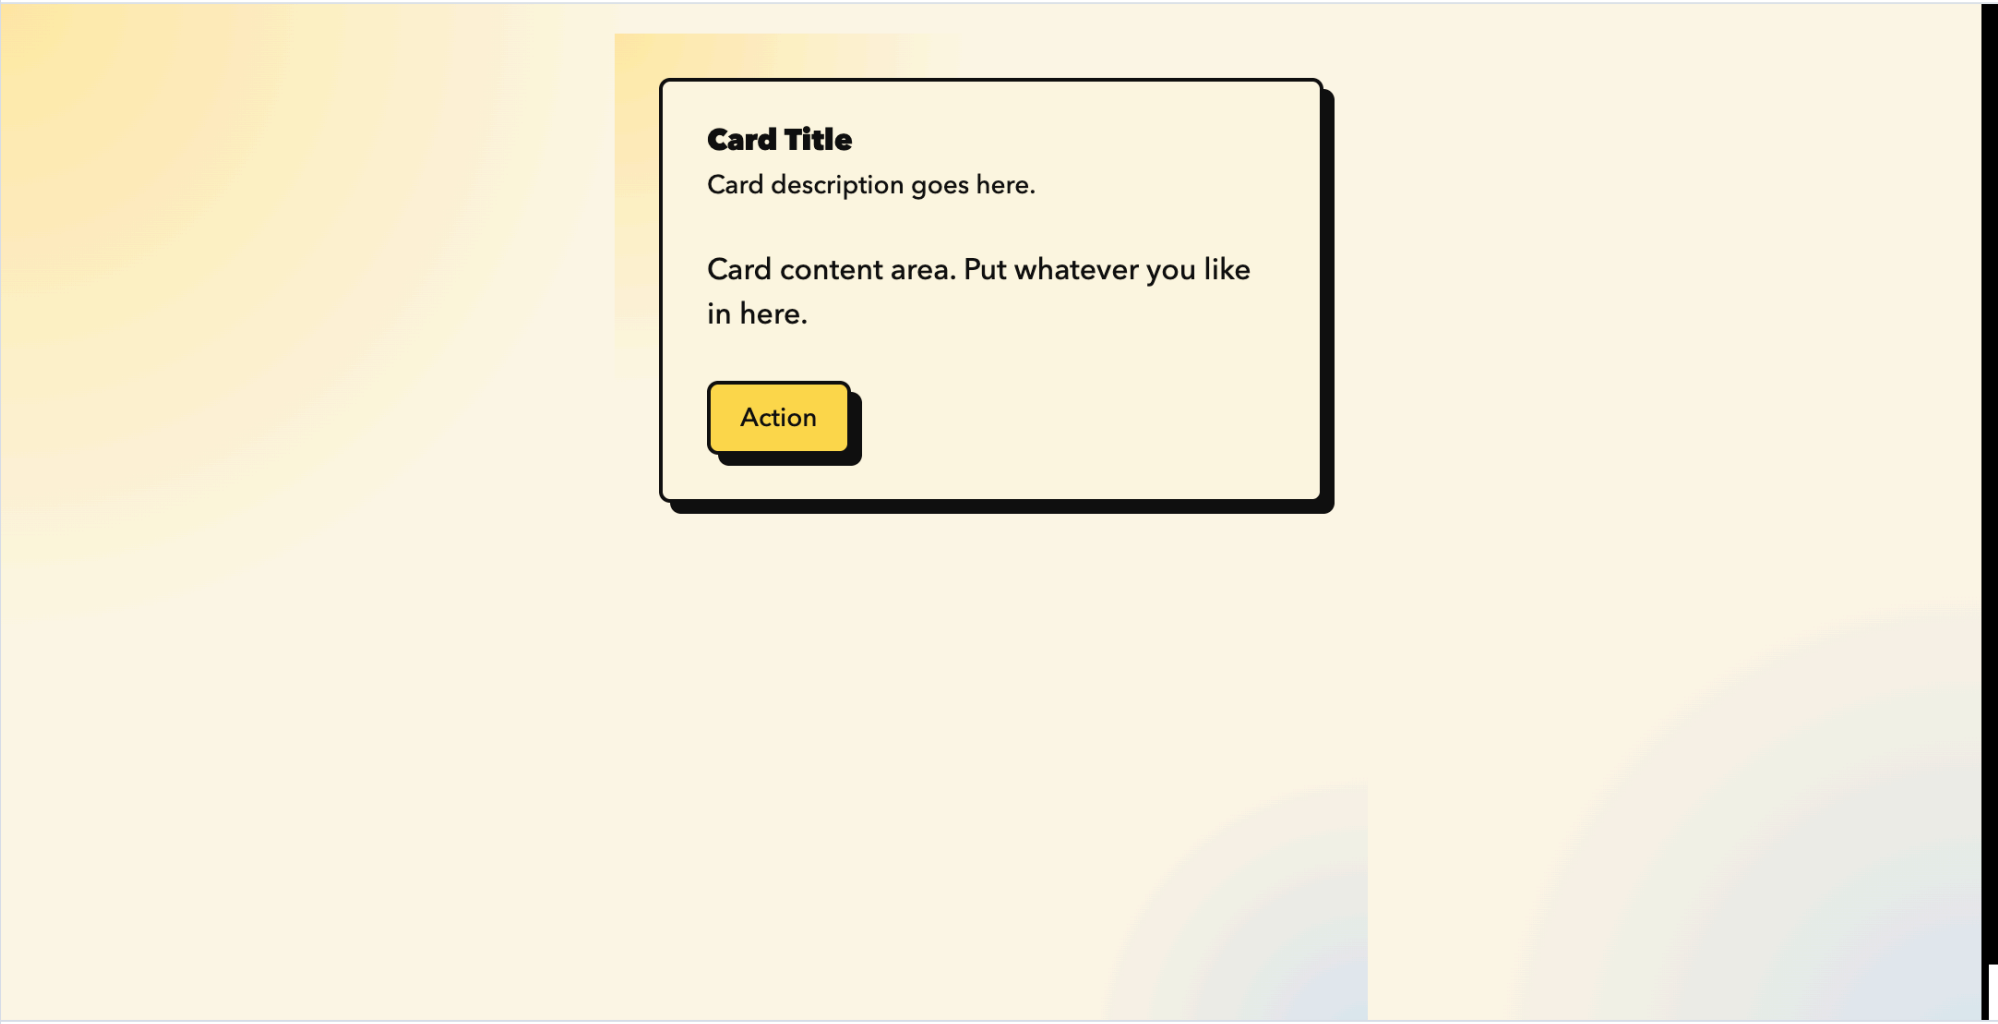 Card Title
Card description goes here.
Card content area. Put whatever you like
in here.
Action